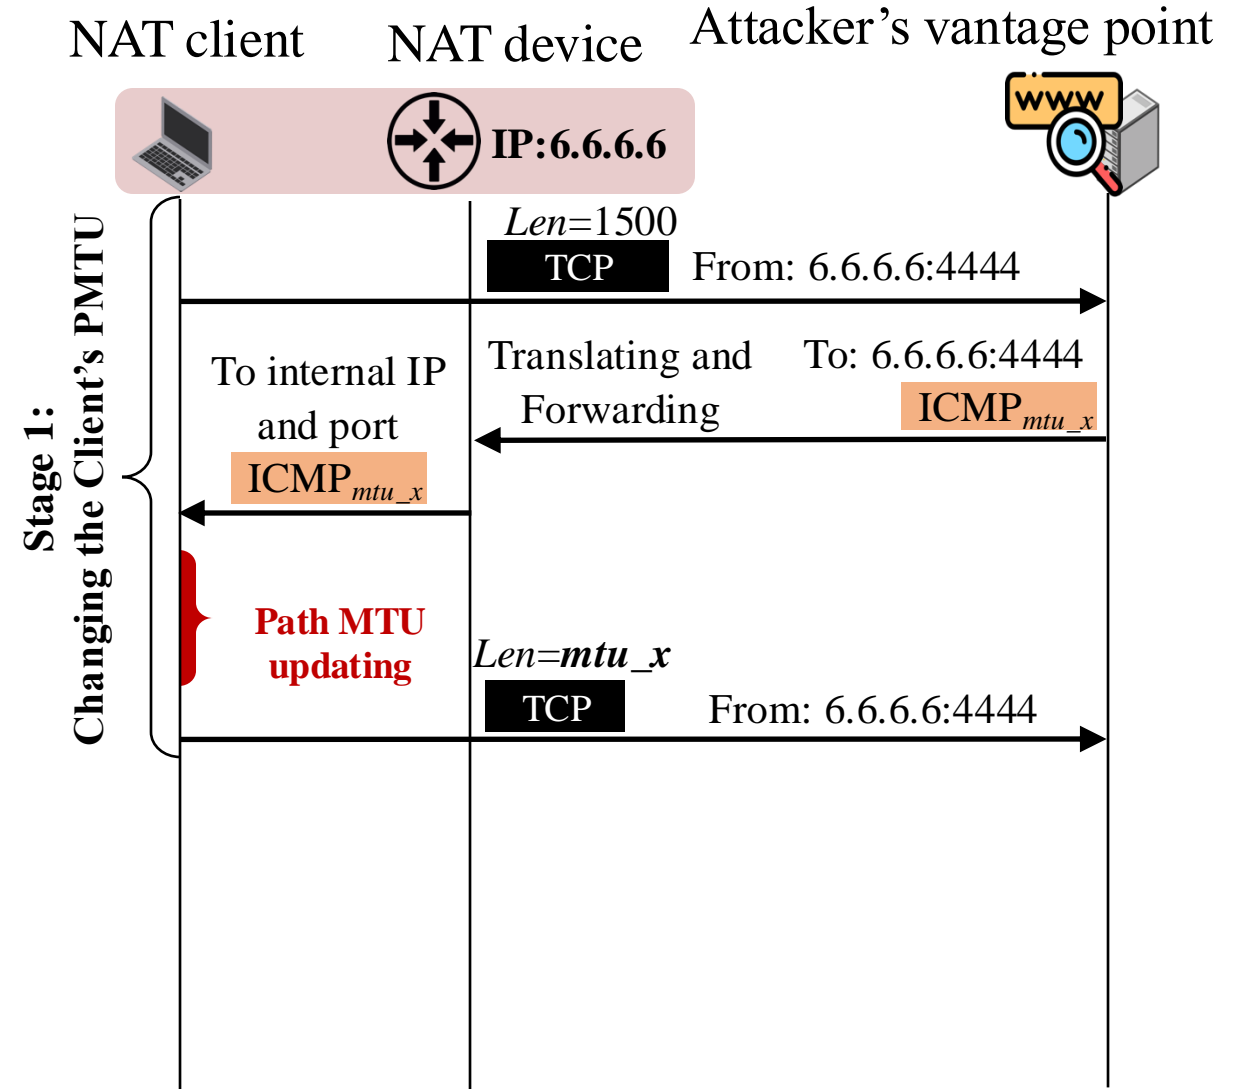 NAT client
NAT device
Attacker's vantage point
www
IP:6.6.6.6
Stage 1:
Changing the Client's PMTU
Len=1500
TCP
From: 6.6.6.6:4444
Translating and
Forwarding
To: 6.6.6.6:4444
ICMPmtu_x
To internal IP
and port
ICMPmtu_x
Path MTU
updating
Len=mtu_x
TCP
From: 6.6.6.6:4444